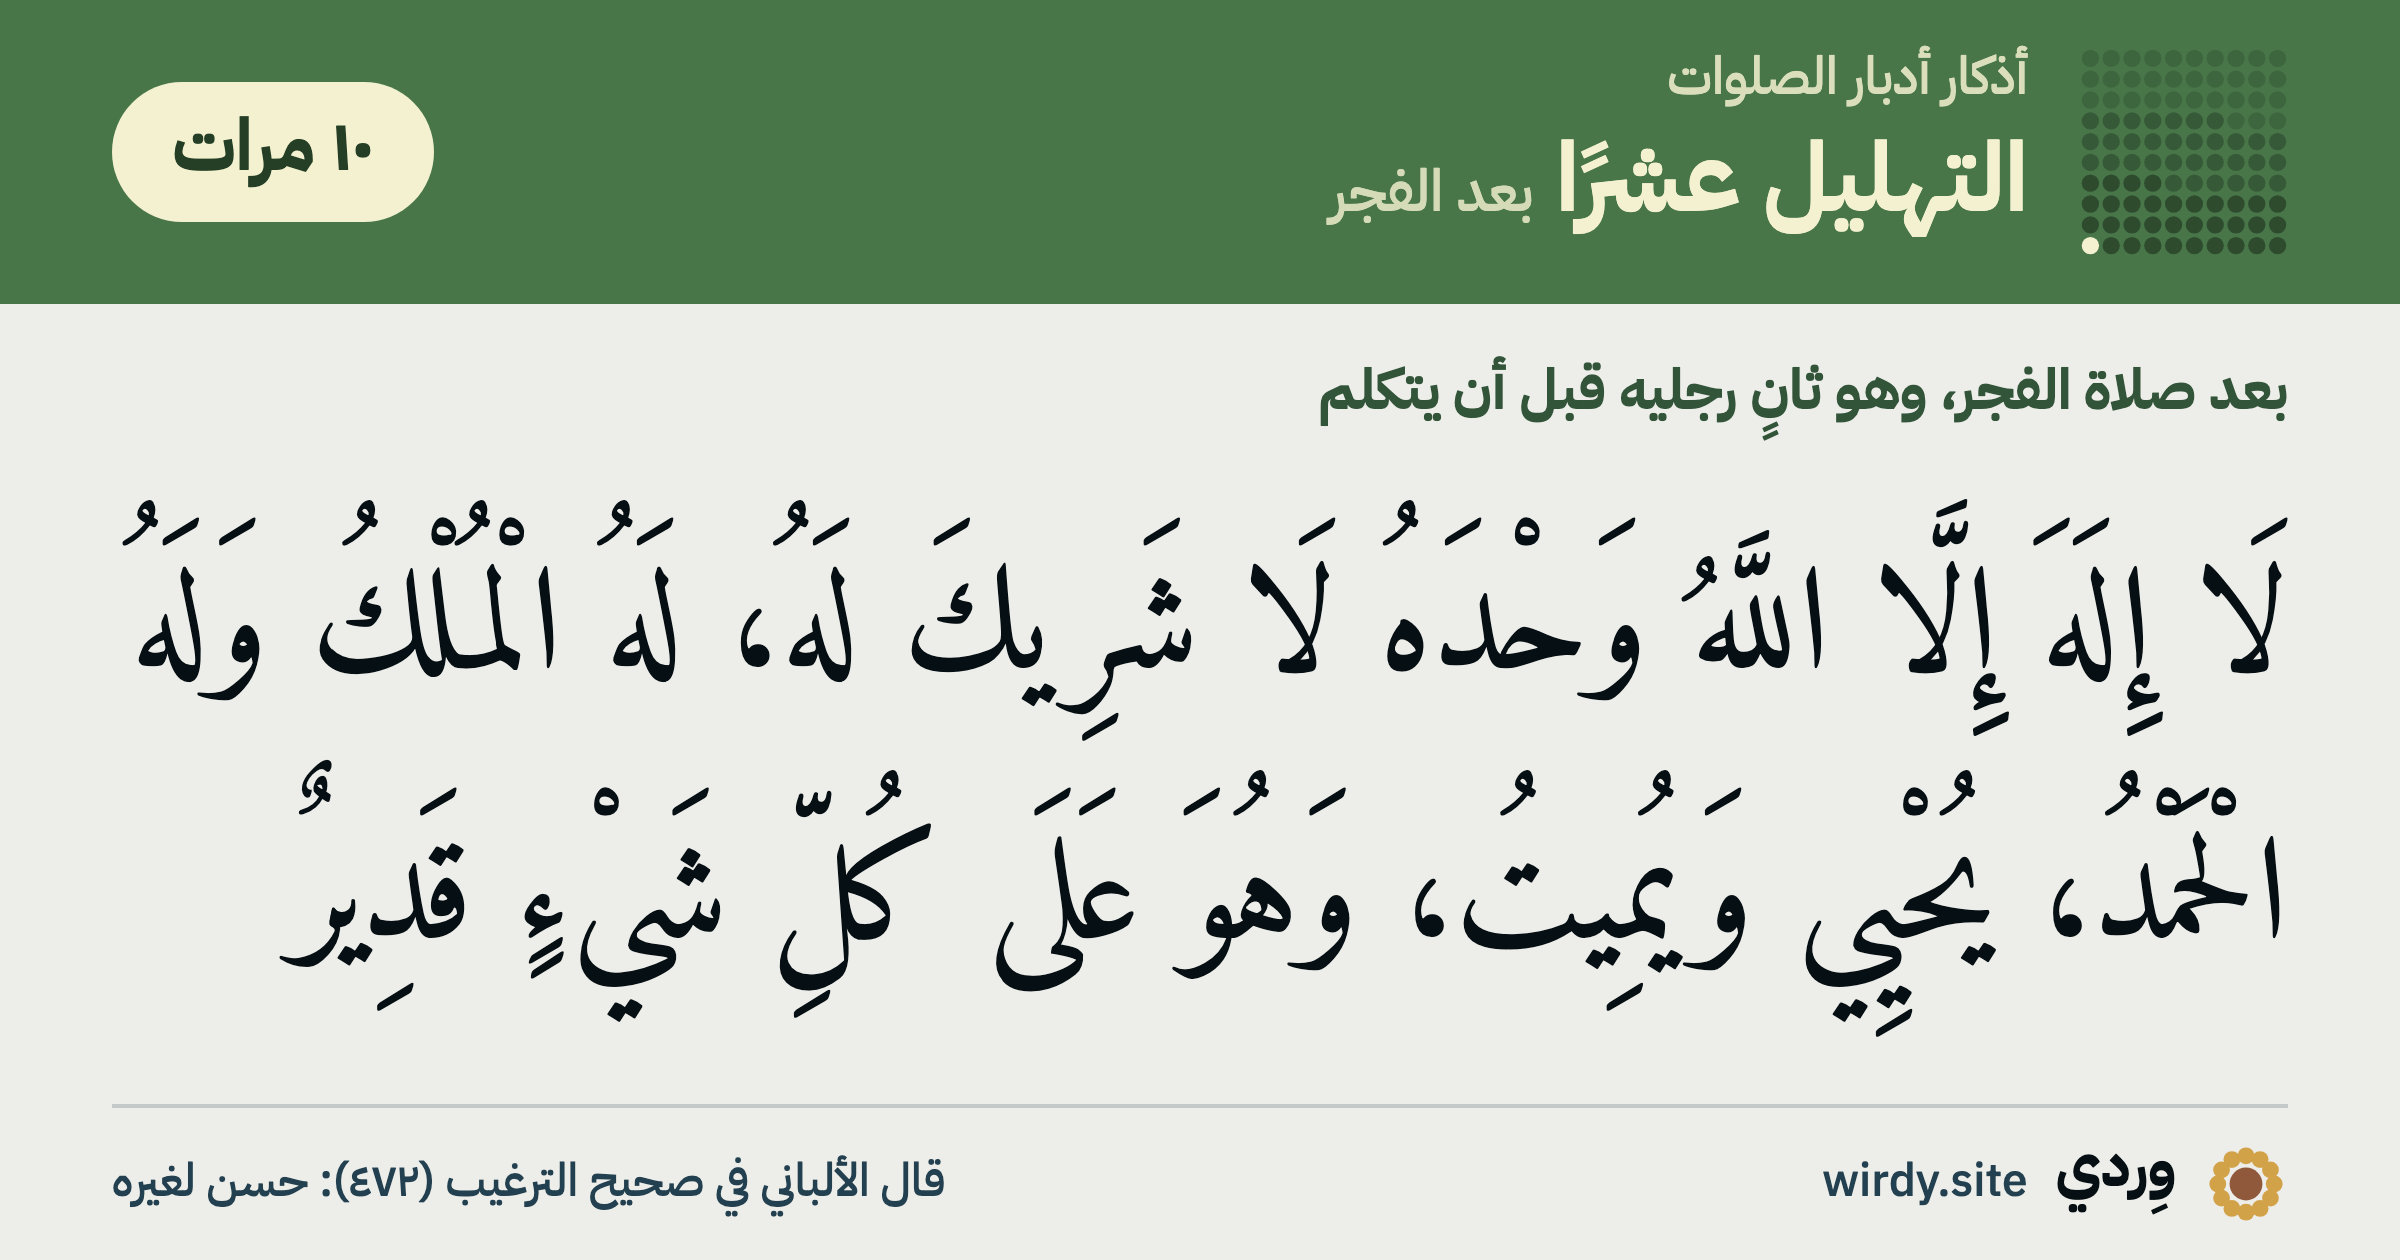 أذكار أدبار الصلوات
التهليل عشرًا بعد الفجر
١٠ مرات
بعد صلاة الفجر، وهو ثانٍ رجليه قبل أن يتكلم
لَا إِلَهَ إِلَّا اللَّهُ وَحْدَهُ لَا شَرِيكَ لَهُ، لَهُ الْمُلْكُ وَلَهُ
الْحَمْدُ، يُحْيِي وَيُمِيتُ، وَهُوَ عَلَى كُلِّ شَيْءٍ قَدِيرٌ
وِردي wirdy.site
قال الألباني في صحيح الترغيب (٤٧٢): حسن لغيره